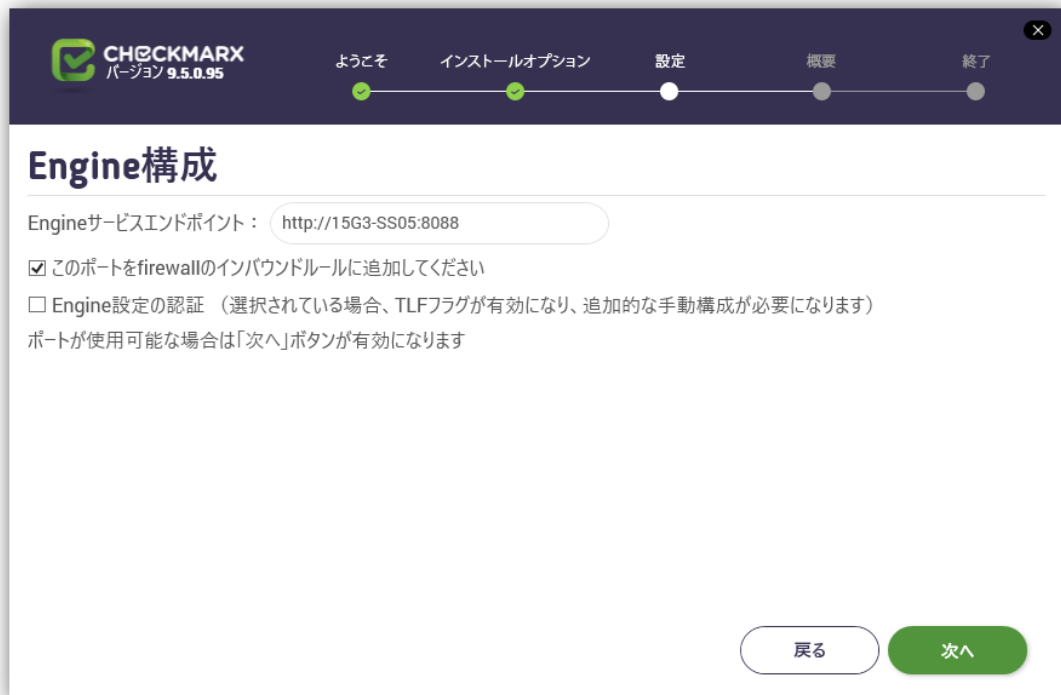 CHECKMARX
バージョン 9.5.0.95
ようこそ
インストールオプション
設定
概要
終了
Engine構成
Engineサービスエンドポイント： http://15G3-SS05:8088
このポートをfirewallのインバウンドルールに追加してください
Engine設定の認証 （選択されている場合、TLFフラグが有効になり、追加的な手動構成が必要になります）
ポートが使用可能な場合は「次へ」ボタンが有効になります
戻る
次へ